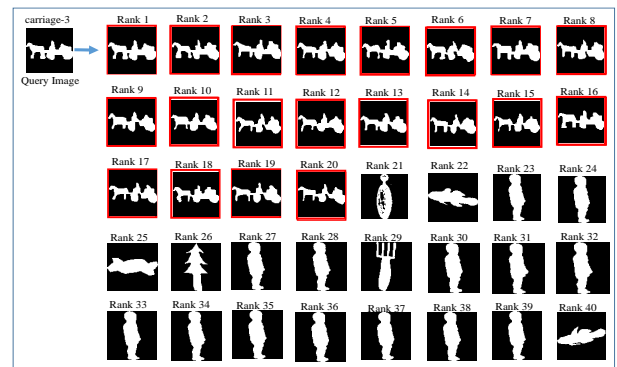 carriage-3 Rank 1 Rank 2 Rank 3 Rank 4 Rank 5 Rank 6 Rank 7 Rank 8
Query Image
Rank 9 Rank 10 Rank 11 Rank 12 Rank 13 Rank 14 Rank 15 Rank 16
Rank 17 Rank 18 Rank 19 Rank 20 Rank 21 Rank 22 Rank 23 Rank 24
Rank 25 Rank 26 Rank 27 Rank 28 Rank 29 Rank 30 Rank 31 Rank 32
Rank 33 Rank 34 Rank 35 Rank 36 Rank 37 Rank 38 Rank 39 Rank 40